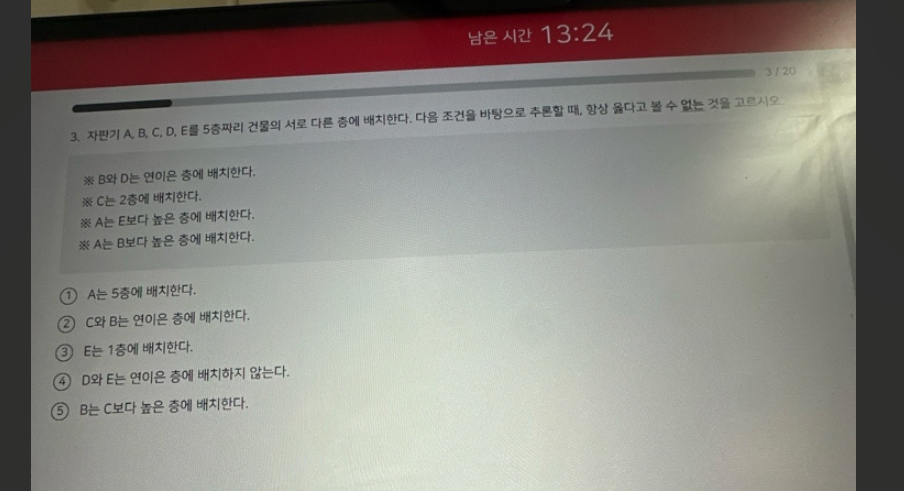 남은 시간 13:24
3 / 20
3. 자판기 A, B, C, D, E를 5층짜리 건물의 서로 다른 층에 배치한다. 다음 조건을 바탕으로 추론할 때, 항상 옳다고 볼 수 없는 것을 고르시오.
※ B와 D는 연이은 층에 배치한다.
※ C는 2층에 배치한다.
※ A는 E보다 높은 층에 배치한다.
※ A는 B보다 높은 층에 배치한다.
① A는 5층에 배치한다.
② C와 B는 연이은 층에 배치한다.
③ E는 1층에 배치한다.
④ D와 E는 연이은 층에 배치하지 않는다.
⑤ B는 C보다 높은 층에 배치한다.